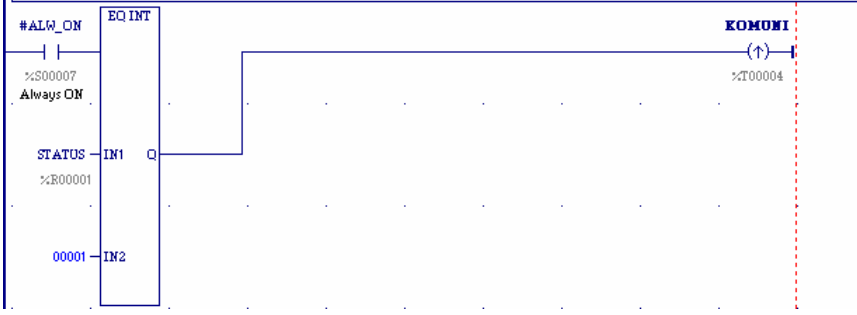 #ALW_ON
EQ INT
KOMUNI
%S00007
%T00004
Always ON
STATUS
IN1
Q
%R00001
00001
IN2